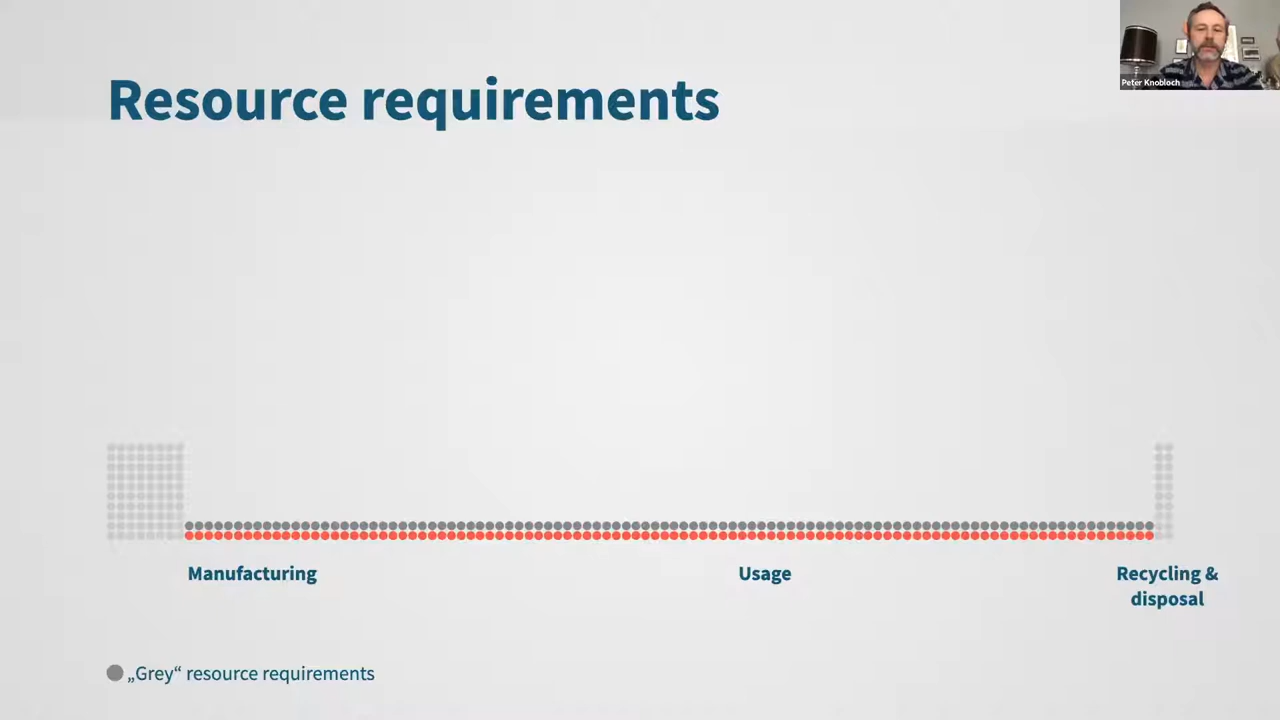 Resource requirements
Peter Knobloch
Manufacturing
Usage
Recycling &
disposal
„Grey“ resource requirements